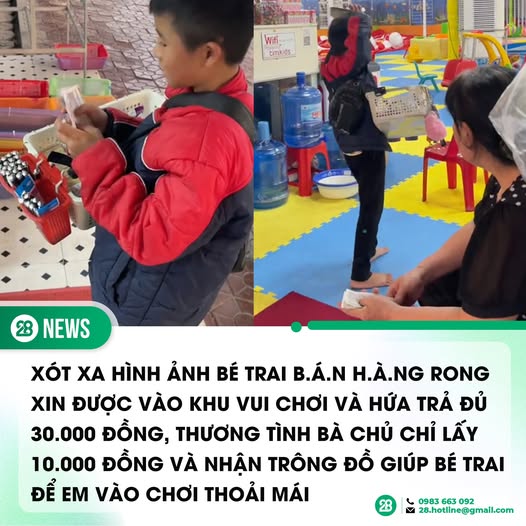 Wifi
28 NEWS
XÓT XA HÌNH ẢNH BÉ TRAI B.Á.N H.À.NG RONG
XIN ĐƯỢC VÀO KHU VUI CHƠI VÀ HỨA TRẢ ĐỦ
30.000 ĐỒNG, THƯƠNG TÌNH BÀ CHỦ CHỈ LẤY
10.000 ĐỒNG VÀ NHẬN TRÔNG ĐỒ GIÚP BÉ TRAI
ĐỂ EM VÀO CHƠI THOẢI MÁI
28
0983 663 092
28.hotline@gmail.com